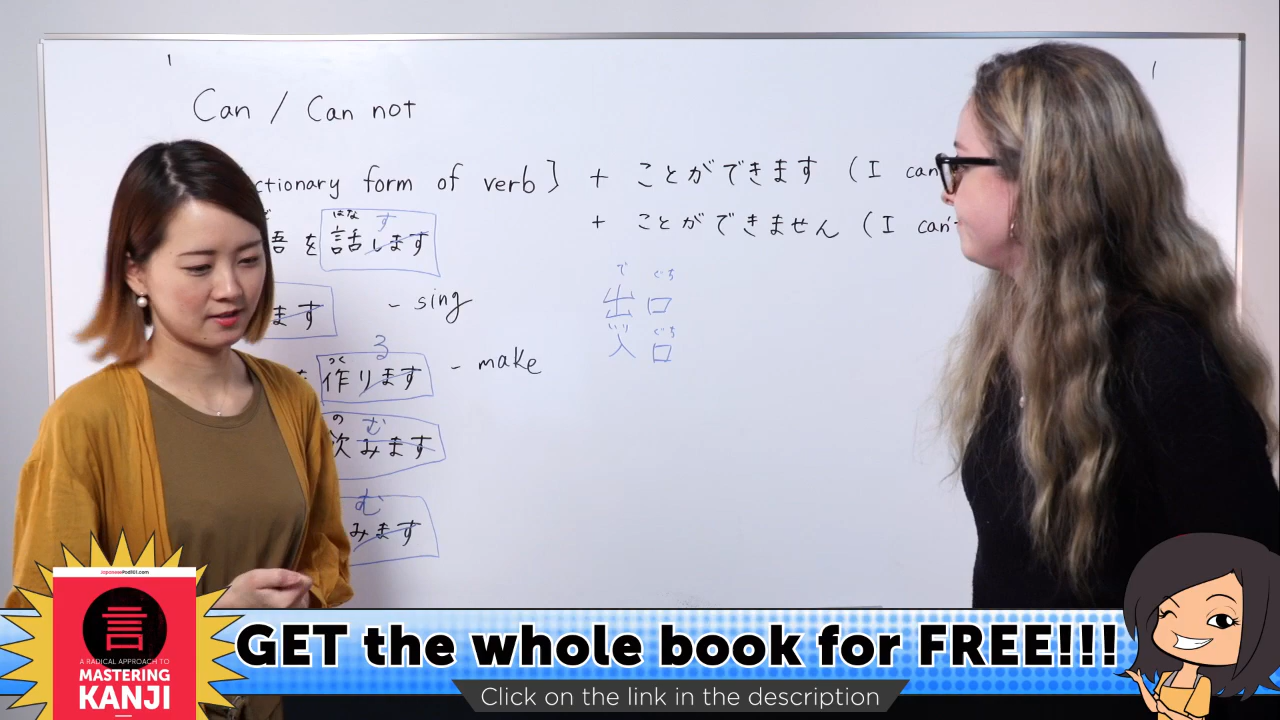 Can / Can not
ctionary form of verb] + ことができます (I can
+ ことができません (I can'
はな す
語を話します
で ぐち
出口
ます - sing
いり ぐち
入口
つく る
作ります - make
の む
次みます
む
みます
JapanesePod101.com
言
A RADICAL APPROACH TO
MASTERING
KANJI
GET the whole book for FREE!!!
Click on the link in the description